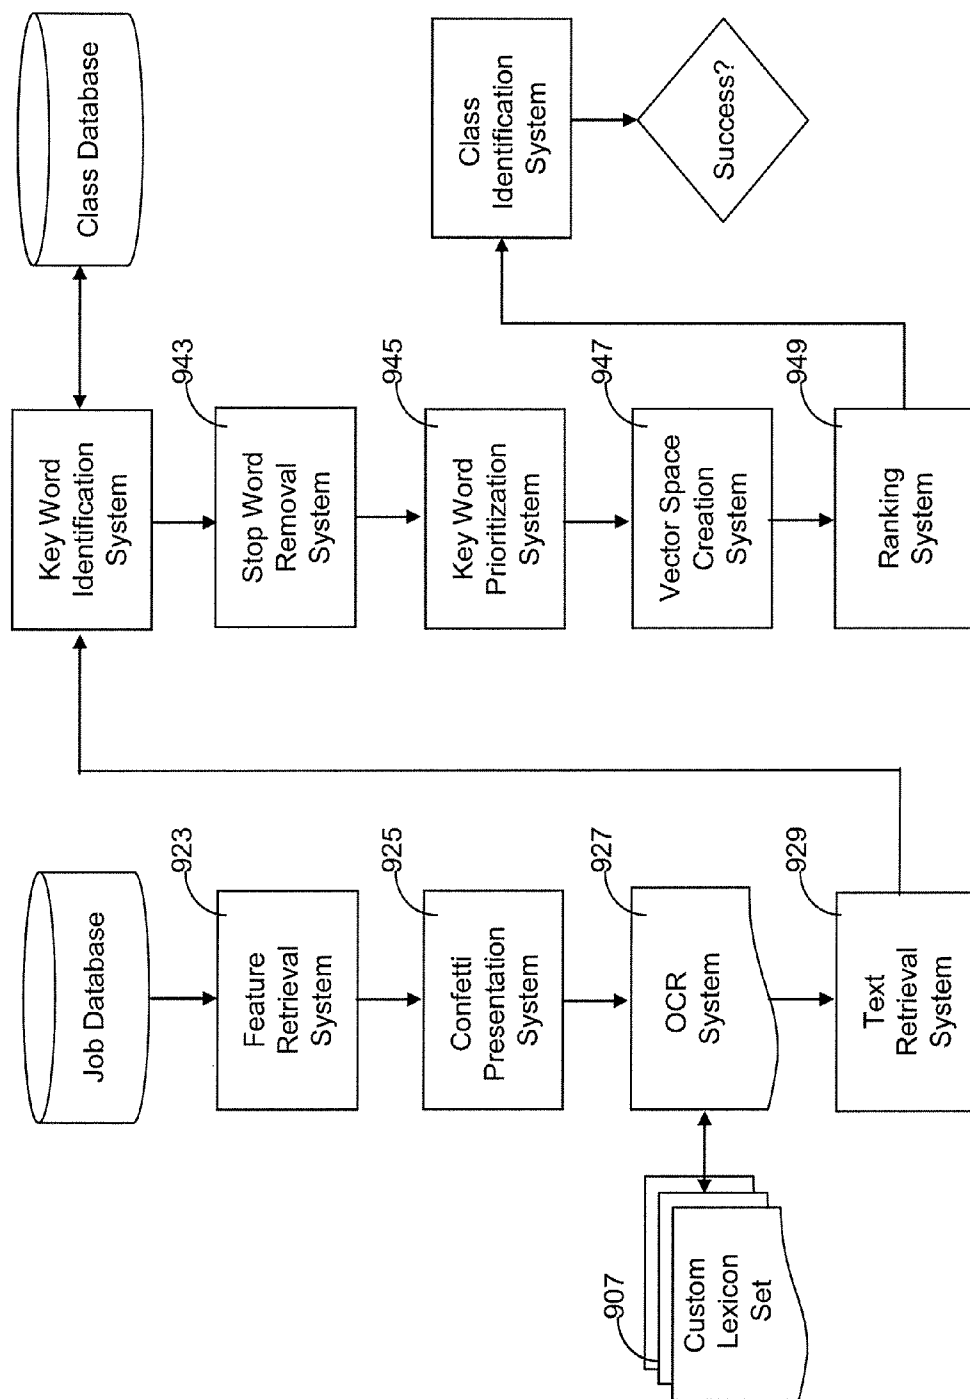 Job Database
923
Feature
Retrieval
System
925
Confetti
Presentation
System
907
Custom
Lexicon
Set
927
OCR
System
929
Text
Retrieval
System
Class Database
Key Word
Identification
System
943
Stop Word
Removal
System
945
Key Word
Prioritization
System
947
Vector Space
Creation
System
949
Ranking
System
Class
Identification
System
Success?